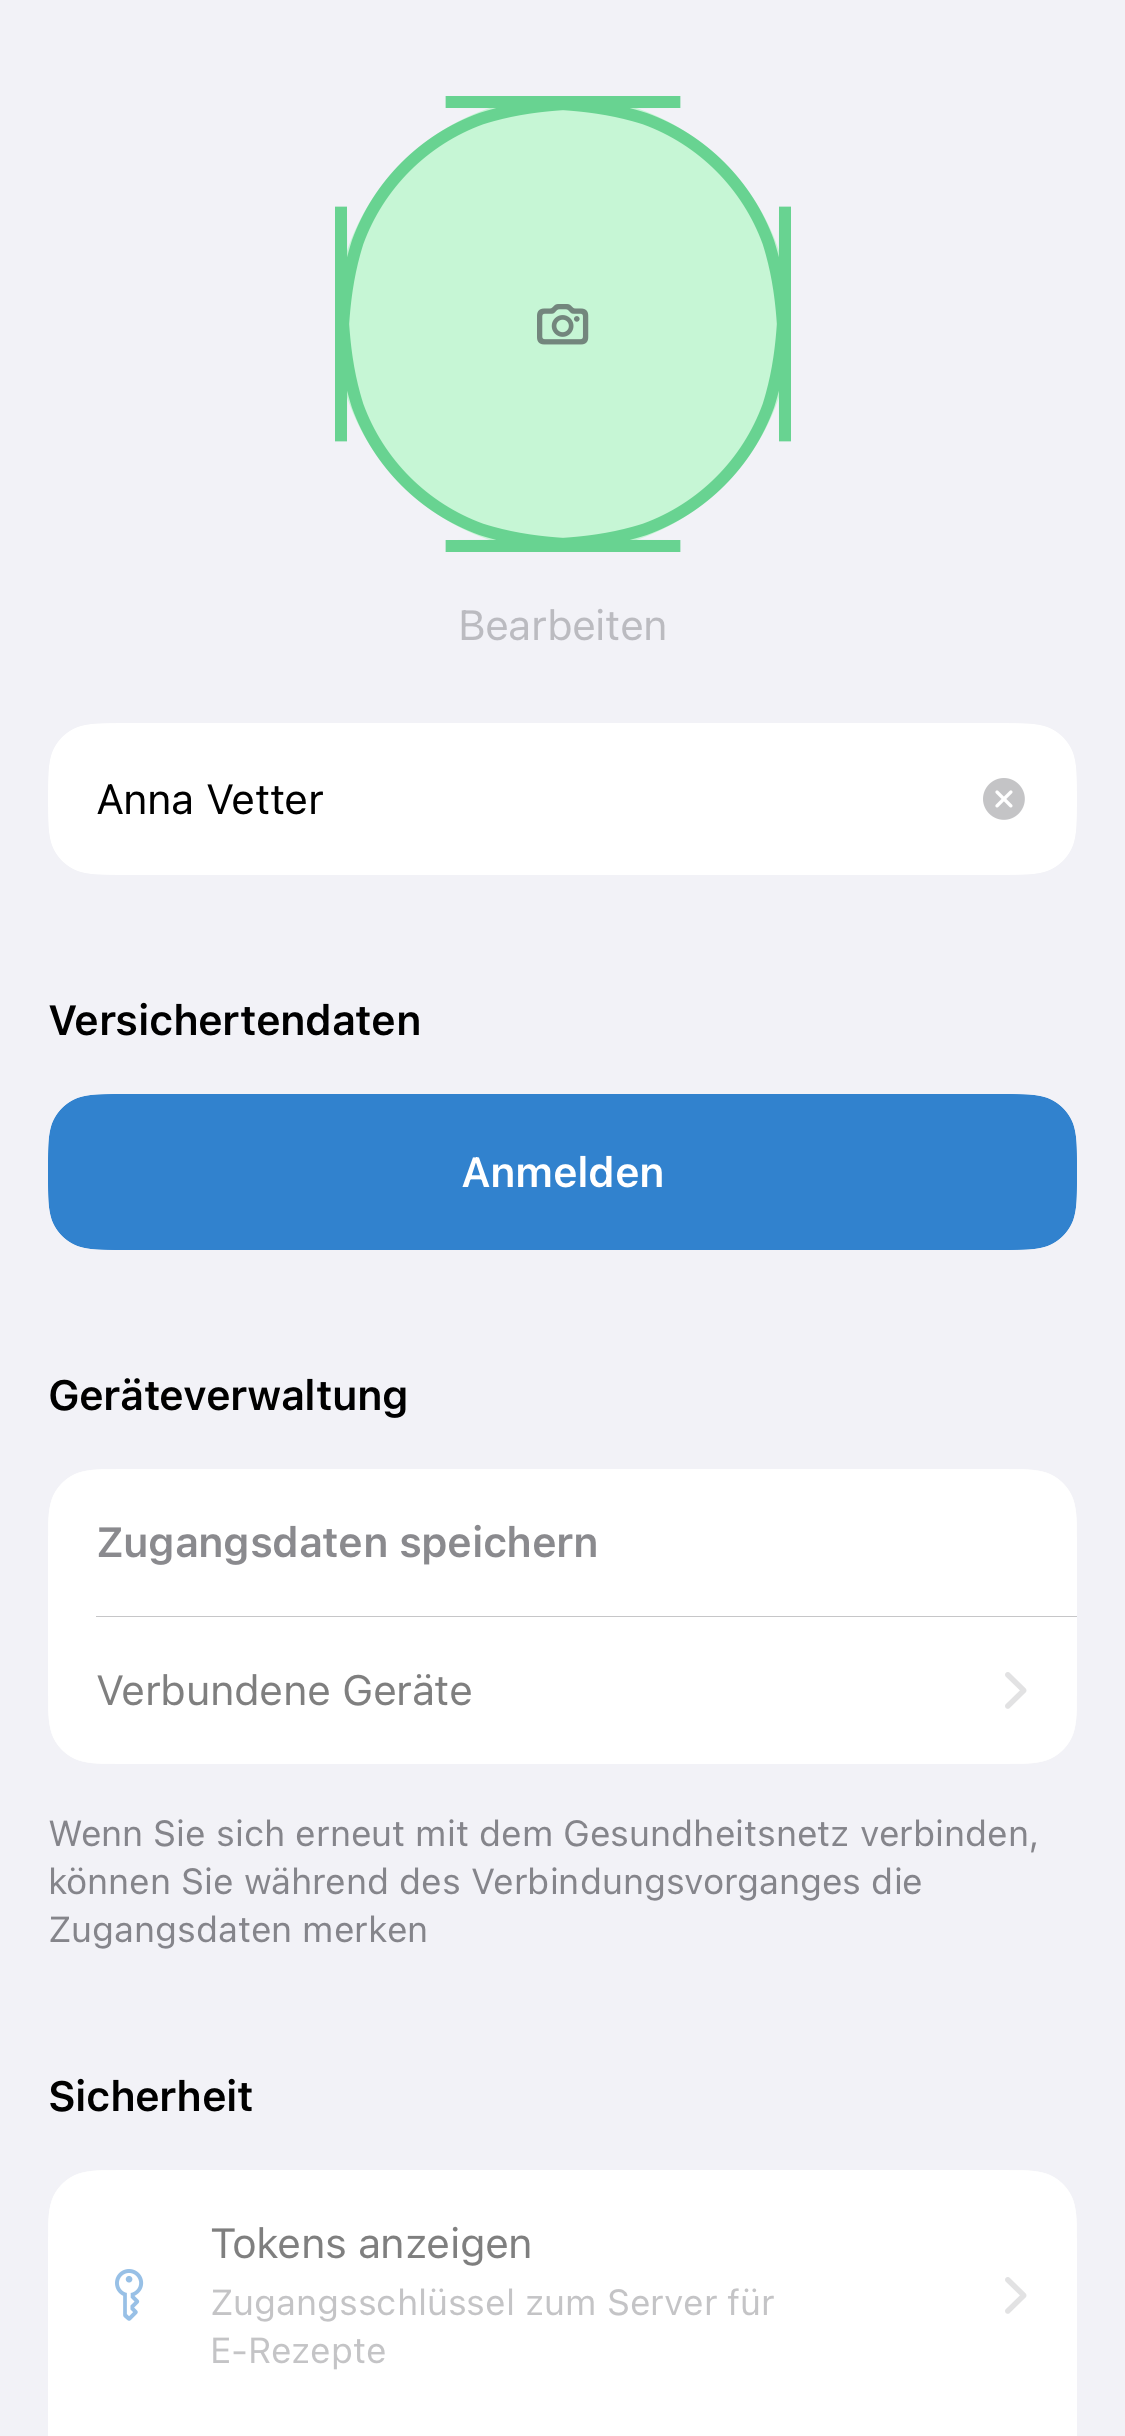 Bearbeiten
Anna Vetter
Versichertendaten
Anmelden
Geräteverwaltung
Zugangsdaten speichern
Verbundene Geräte
Wenn Sie sich erneut mit dem Gesundheitsnetz verbinden,
können Sie während des Verbindungsvorganges die
Zugangsdaten merken
Sicherheit
Tokens anzeigen
Zugangsschlüssel zum Server für
E-Rezepte